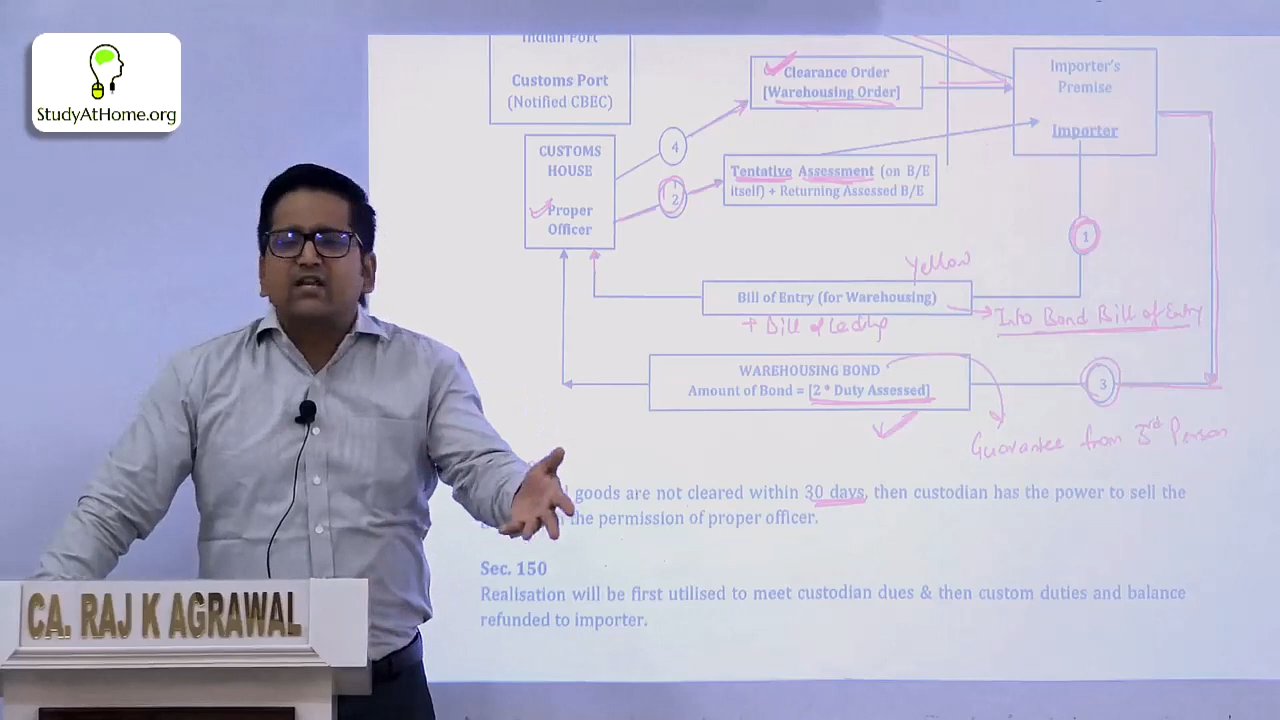 StudyAtHome.org
Indian Port
Customs Port
(Notified CBEC)
CUSTOMS
HOUSE
Proper
Officer
4
2
Clearance Order
[Warehousing Order]
Tentative Assessment (on B/E
itself) + Returning Assessed B/E
Importer's
Premise
Importer
1
Yellow
Bill of Entry (for Warehousing)
+ Bill of Lading
Into Bond Bill of Entry
WAREHOUSING BOND
Amount of Bond = [2 * Duty Assessed]
3
Guarantee from 3rd Person
goods are not cleared within 30 days, then custodian has the power to sell the
the permission of proper officer.
Sec. 150
Realisation will be first utilised to meet custodian dues & then custom duties and balance
refunded to importer.
CA. RAJ K AGRAWAL